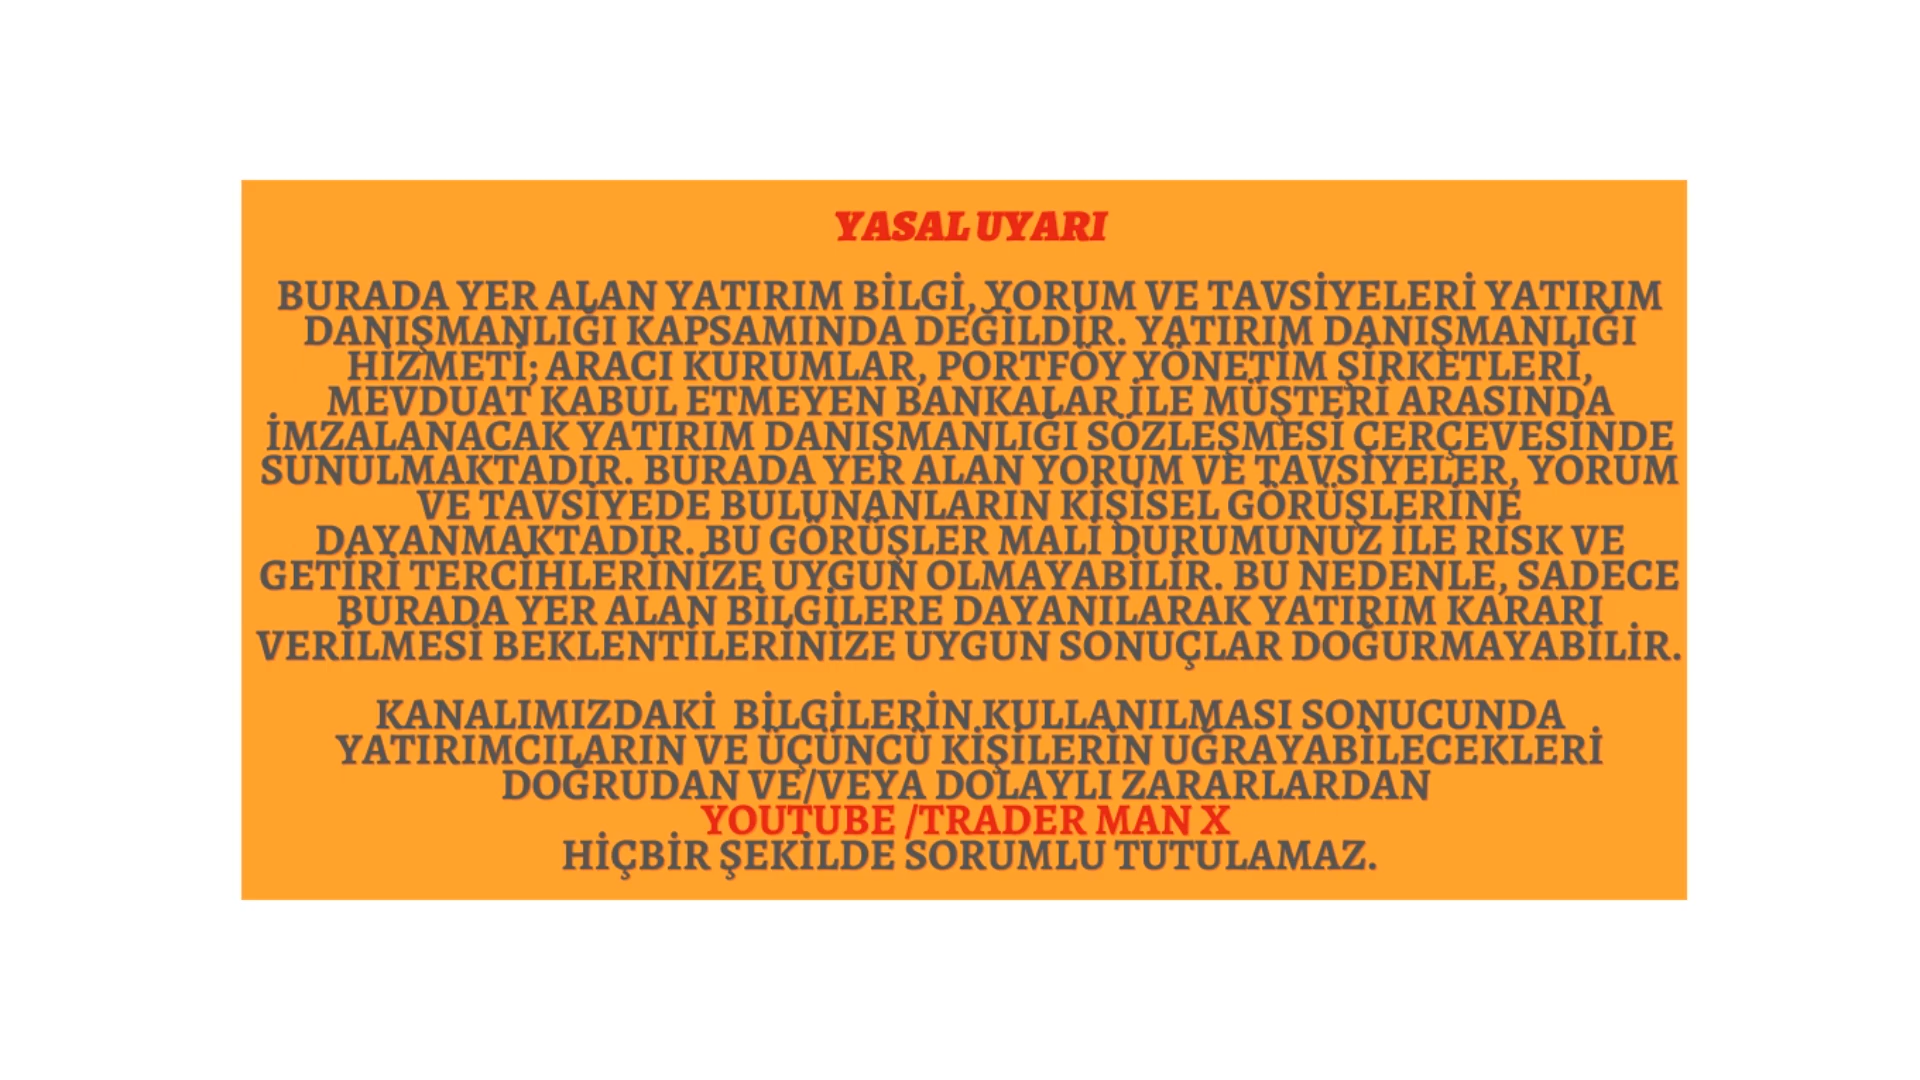 YASAL UYARI
BURADA YER ALAN YATIRIM BİLGİ, YORUM VE TAVSİYELERİ YATIRIM
DANIŞMANLIĞI KAPSAMINDA DEĞİLDİR. YATIRIM DANIŞMANLIĞI
HİZMETİ; ARACI KURUMLAR, PORTFÖY YÖNETİM ŞİRKETLERİ,
MEVDUAT KABUL ETMEYEN BANKALAR İLE MÜŞTERİ ARASINDA
İMZALANACAK YATIRIM DANIŞMANLIĞI SÖZLEŞMESİ ÇERÇEVESİNDE
SUNULMAKTADIR. BURADA YER ALAN YORUM VE TAVSİYELER, YORUM
VE TAVSİYEDE BULUNANLARIN KİŞİSEL GÖRÜŞLERİNE
DAYANMAKTADIR. BU GÖRÜŞLER MALİ DURUMUNUZ İLE RİSK VE
GETİRİ TERCİHLERİNİZE UYGUN OLMAYABİLİR. BU NEDENLE, SADECE
BURADA YER ALAN BİLGİLERE DAYANILARAK YATIRIM KARARI
VERİLMESİ BEKLENTİLERİNİZE UYGUN SONUÇLAR DOĞURMAYABİLİR.
KANALIMIZDAKİ BİLGİLERİN KULLANILMASI SONUCUNDA
YATIRIMCILARIN VE ÜÇÜNCÜ KİŞİLERİN UĞRAYABİLECEKLERİ
DOĞRUDAN VE/VEYA DOLAYLI ZARARLARDAN
YOUTUBE /TRADER MAN X
HİÇBİR ŞEKİLDE SORUMLU TUTULAMAZ.